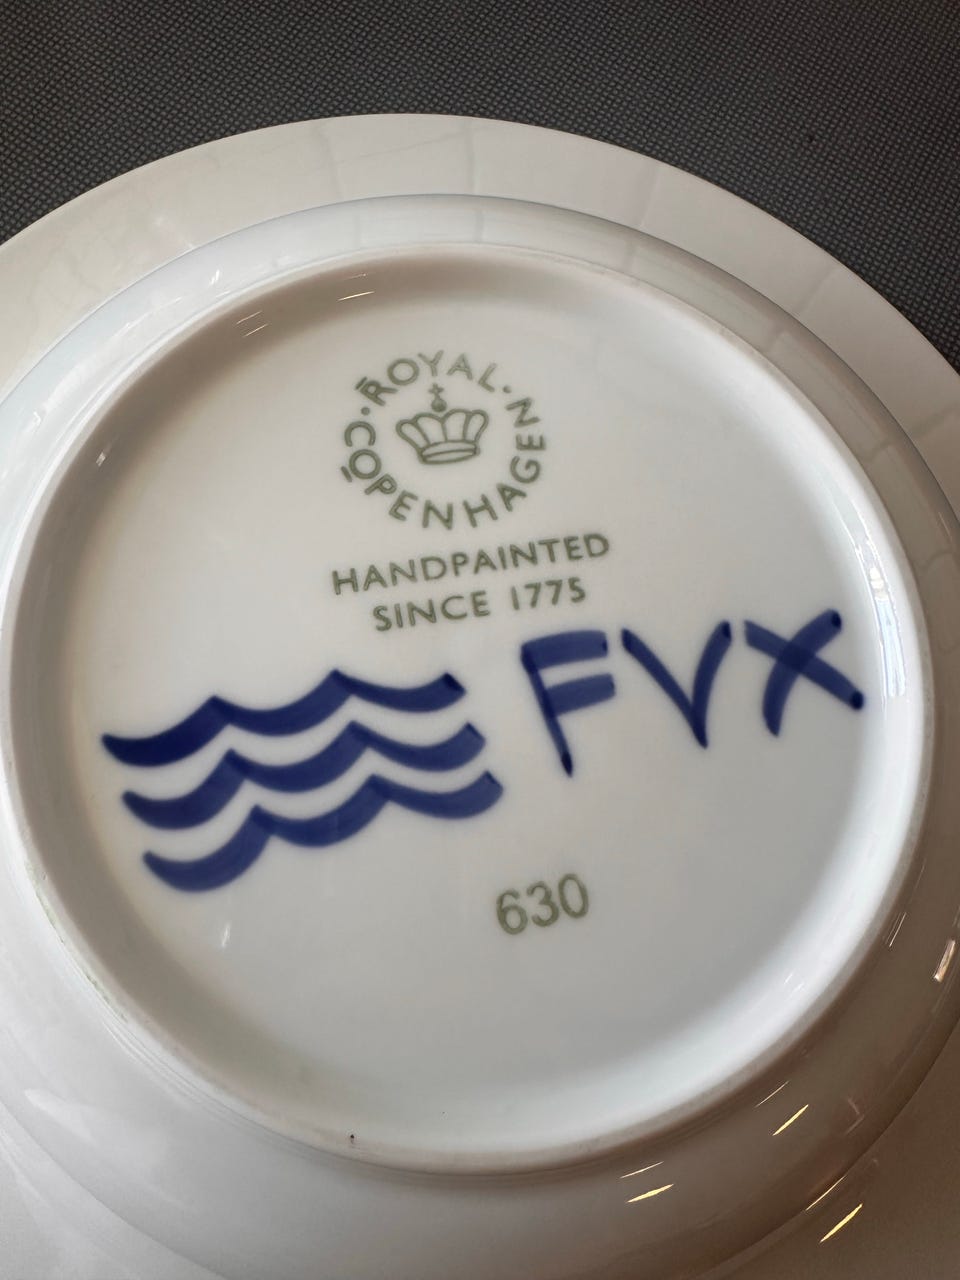 ROYAL · COPENHAGEN ·
HANDPAINTED
SINCE 1775
FVX
630